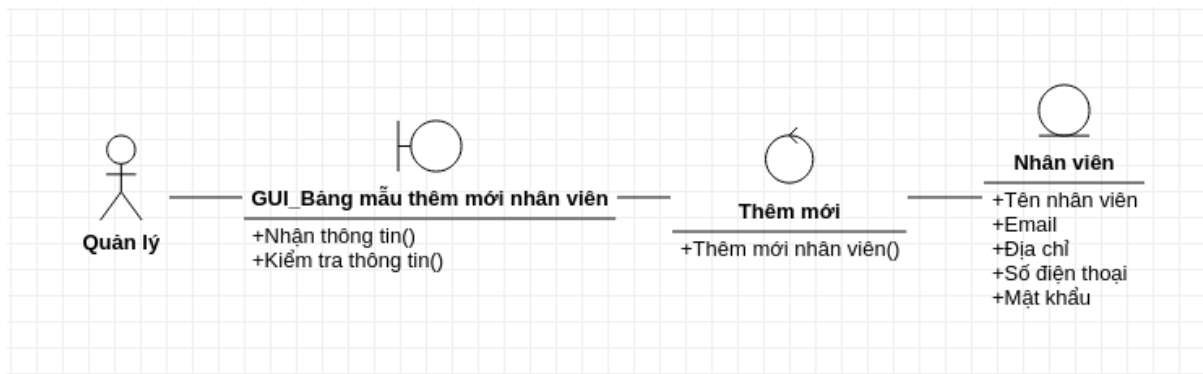 Quản lý
GUI_Bảng mẫu thêm mới nhân viên
+Nhận thông tin()
+Kiểm tra thông tin()
Thêm mới
+Thêm mới nhân viên()
Nhân viên
+Tên nhân viên
+Email
+Địa chỉ
+Số điện thoại
+Mật khẩu